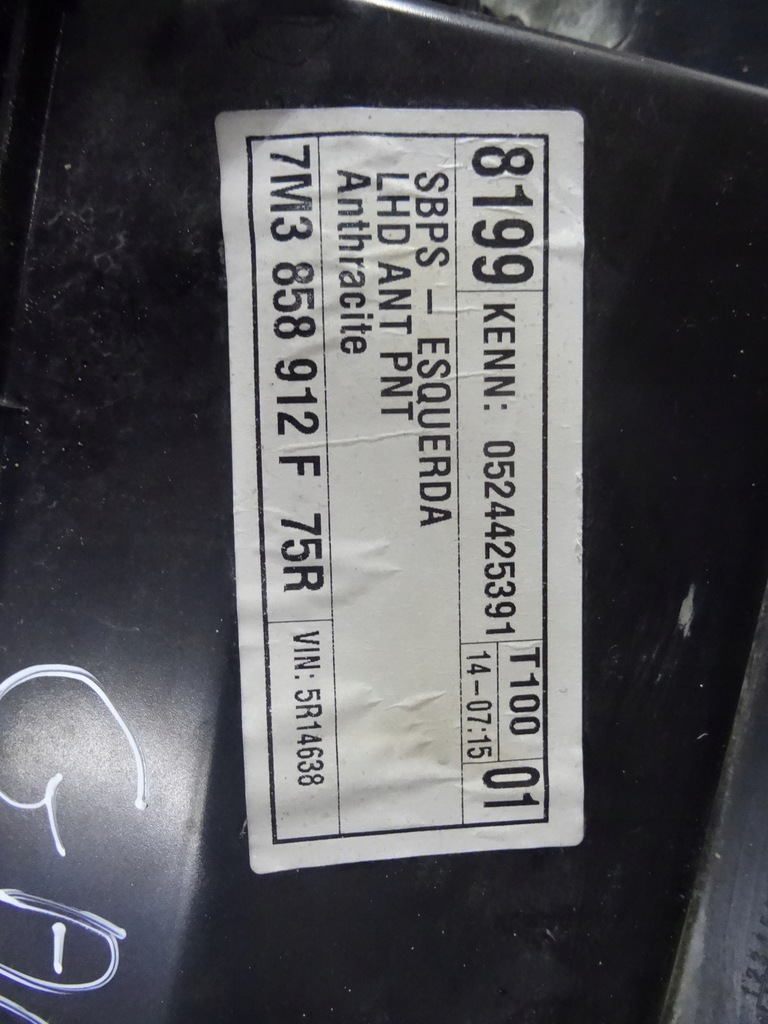 8199 KENN: 0524425391 T100 01
14-07:15
SBPS - ESQUERDA
LHD ANT PNT
Anthracite
7M3 858 912 F 75R VIN: 5R14638